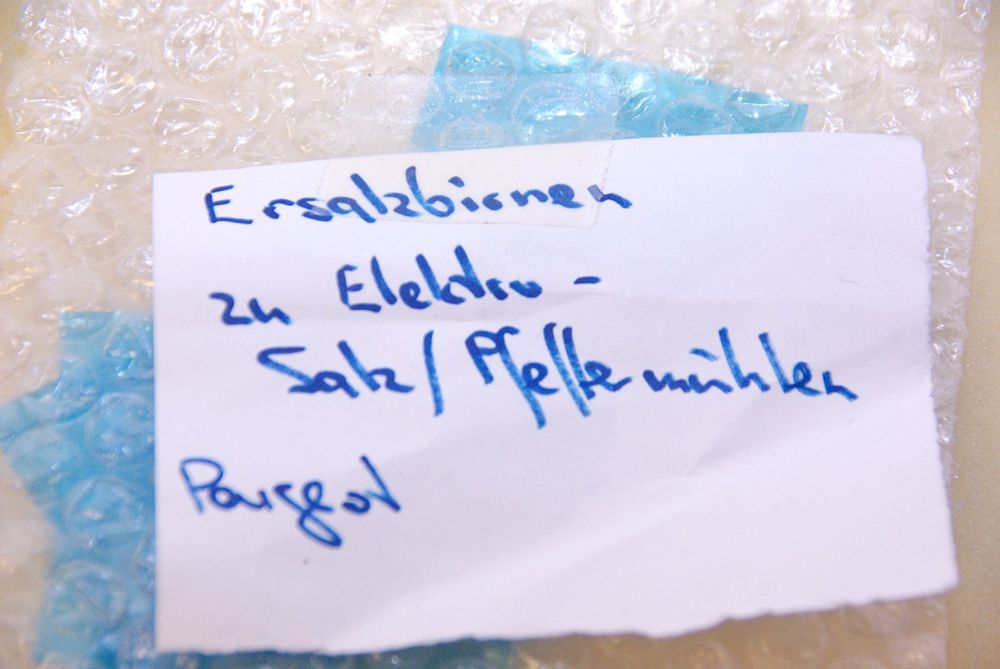 Ersatzbirnen
zu Elektro-
Salz/Pfeffermühlen
Peugeot